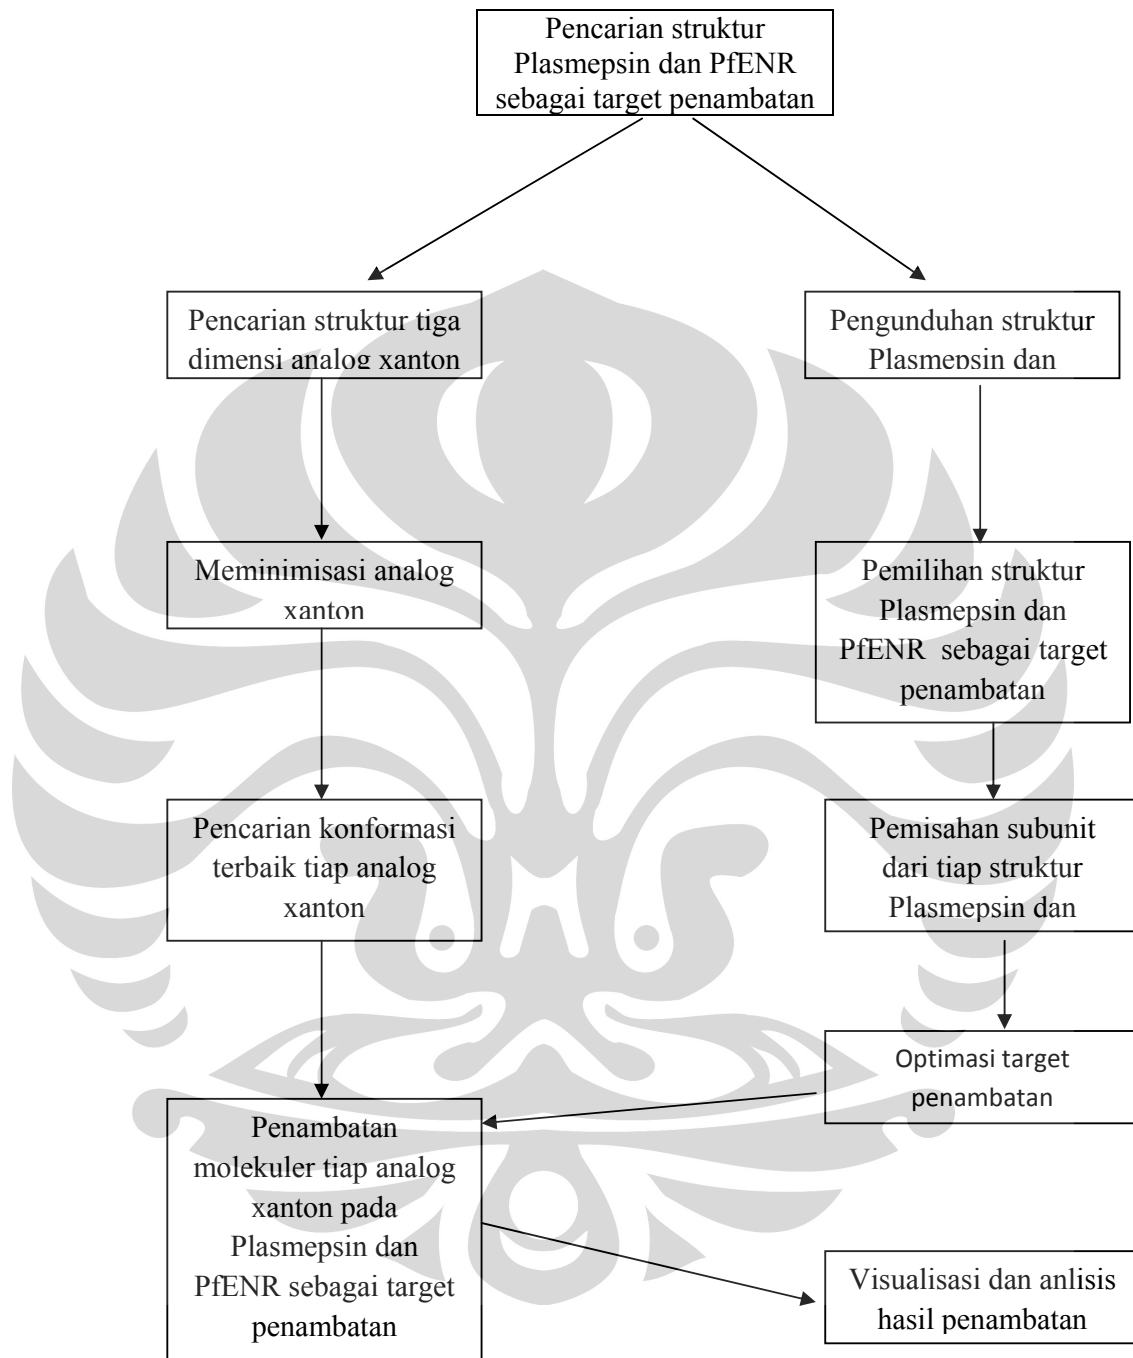 Pencarian struktur
Plasmepsin dan PfENR
sebagai target penambatan
Pencarian struktur tiga
dimensi analog xanton
Pengunduhan struktur
Plasmepsin dan
Meminimisasi analog
xanton
Pemilihan struktur
Plasmepsin dan
PfENR sebagai target
penambatan
Pencarian konformasi
terbaik tiap analog
xanton
Pemisahan subunit
dari tiap struktur
Plasmepsin dan
Optimasi target
penambatan
Penambatan
molekuler tiap analog
xanton pada
Plasmepsin dan
PfENR sebagai target
penambatan
Visualisasi dan anlisis
hasil penambatan